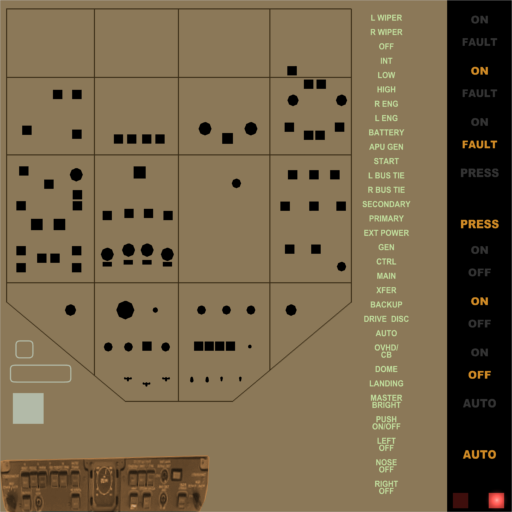 L WIPER
R WIPER
OFF
INT
LOW
HIGH
R ENG
L ENG
BATTERY
APU GEN
START
L BUS TIE
R BUS TIE
SECONDARY
PRIMARY
EXT POWER
GEN
CTRL
MAIN
XFER
BACKUP
DRIVE DISC
AUTO
OVHD/
CB
DOME
LANDING
MASTER
BRIGHT
PUSH
ON/OFF
LEFT
OFF
NOSE
OFF
RIGHT
OFF
ON
FAULT
ON
FAULT
ON
FAULT
PRESS
PRESS
ON
OFF
ON
OFF
ON
OFF
AUTO
AUTO